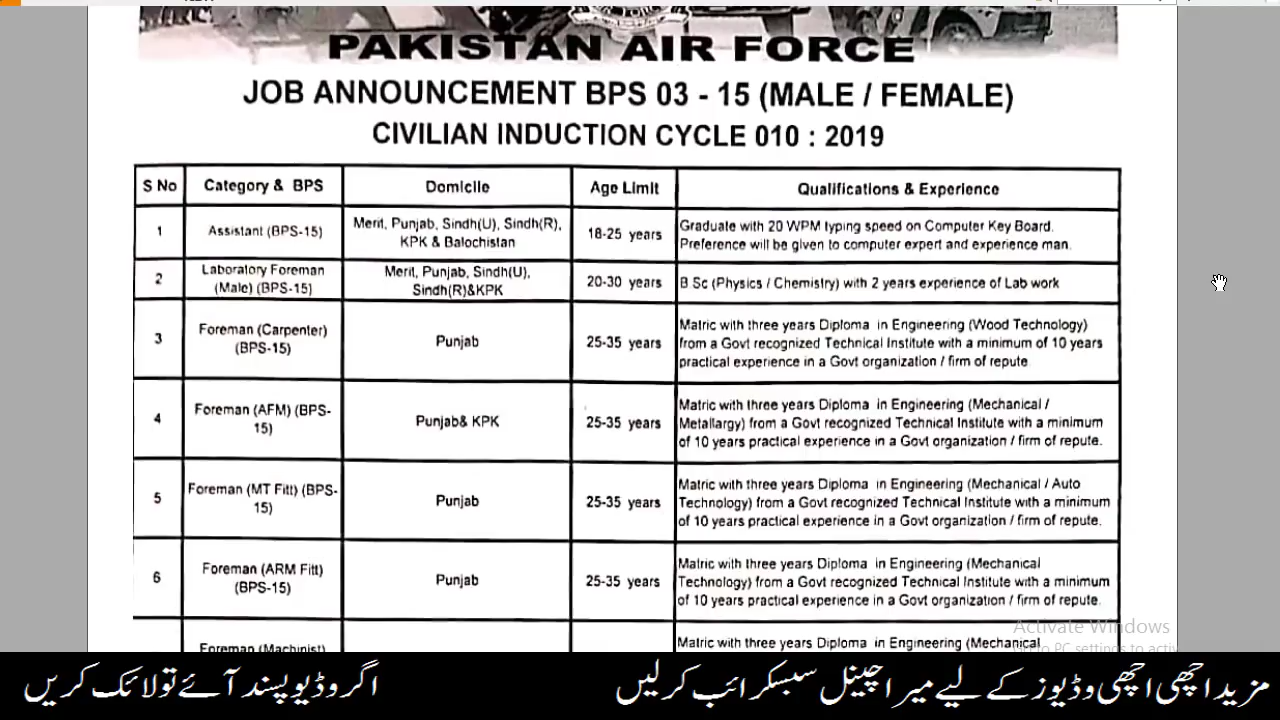 PAKISTAN AIR FORCE
JOB ANNOUNCEMENT BPS 03 - 15 (MALE / FEMALE)
CIVILIAN INDUCTION CYCLE 010 : 2019
S No Category & BPS Domicile Age Limit Qualifications & Experience
1 Assistant (BPS-15) Merit, Punjab, Sindh(U), Sindh(R), KPK & Balochistan 18-25 years Graduate with 20 WPM typing speed on Computer Key Board. Preference will be given to computer expert and experience man.
2 Laboratory Foreman (Male) (BPS-15) Merit, Punjab, Sindh(U), Sindh(R)&KPK 20-30 years B Sc (Physics / Chemistry) with 2 years experience of Lab work
3 Foreman (Carpenter) (BPS-15) Punjab 25-35 years Matric with three years Diploma in Engineering (Wood Technology) from a Govt recognized Technical Institute with a minimum of 10 years practical experience in a Govt organization / firm of repute
4 Foreman (AFM) (BPS-15) Punjab& KPK 25-35 years Matric with three years Diploma in Engineering (Mechanical / Metallargy) from a Govt recognized Technical Institute with a minimum of 10 years practical experience in a Govt organization / firm of repute.
5 Foreman (MT Fitt) (BPS-15) Punjab 25-35 years Matric with three years Diploma in Engineering (Mechanical / Auto Technology) from a Govt recognized Technical Institute with a minimum of 10 years practical experience in a Govt organization / firm of repute.
6 Foreman (ARM Fitt) (BPS-15) Punjab 25-35 years Matric with three years Diploma in Engineering (Mechanical Technology) from a Govt recognized Technical Institute with a minimum of 10 years practical experience in a Govt organization / firm of repute.
Foreman (Machinist) Matric with three years Diploma in Engineering (Mechanical
Activate Windows
to PC settings to activ
مزید اچھی اچھی وڈیوز کے لیے میرا چینل سبسکرائب کرلیں
اگر وڈیو پسند آئے تو لائک کریں